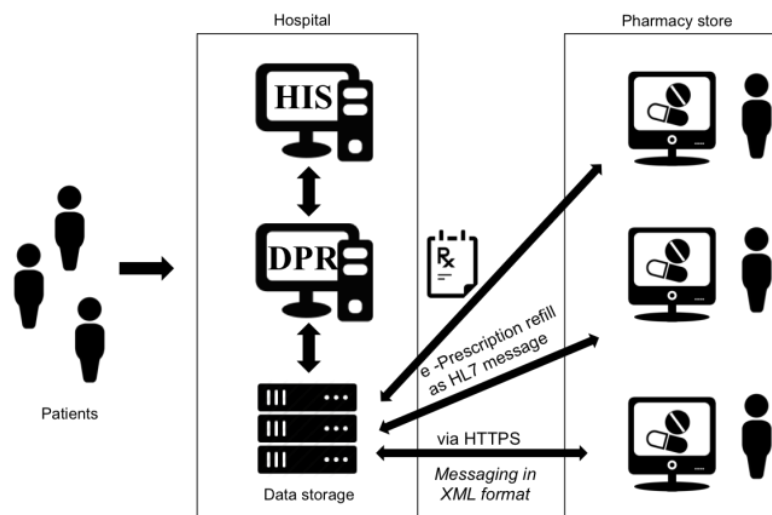 Hospital
Pharmacy store
HIS
DPR
Rx
e -Prescription refill
as HL7 message
Patients
via HTTPS
Messaging in
XML format
Data storage